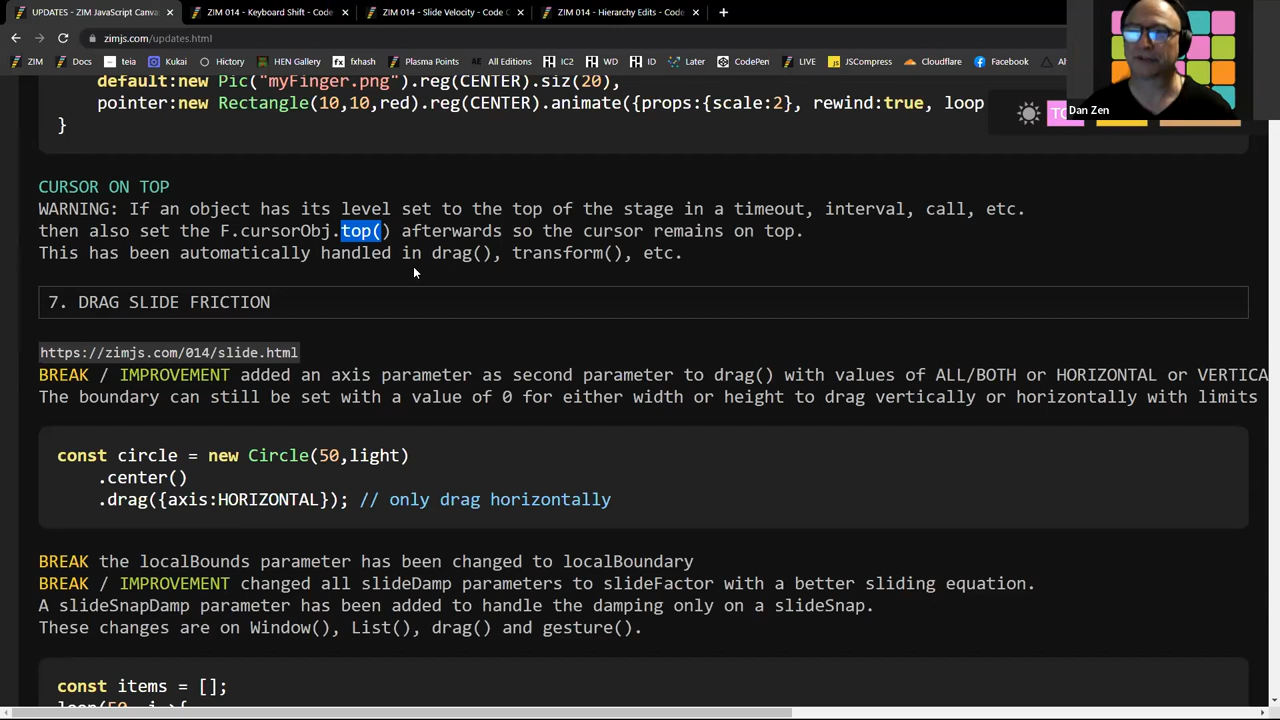 UPDATES - ZIM JavaScript Canva
ZIM 014 - Keyboard Shift - Code
ZIM 014 - Slide Velocity - Code
ZIM 014 - Hierarchy Edits - Code
zimjs.com/updates.html
ZIM Docs teia Kukai History HEN Gallery fxhash Plasma Points All Editions IC2 WD ID Later CodePen LIVE JSCompress Cloudflare Facebook
default:new Pic("myFinger.png").reg(CENTER).siz(20),
pointer:new Rectangle(10,10,red).reg(CENTER).animate({props:{scale:2}, rewind:true, loop
}
Dan Zen
CURSOR ON TOP
WARNING: If an object has its level set to the top of the stage in a timeout, interval, call, etc.
then also set the F.cursorObj.top() afterwards so the cursor remains on top.
This has been automatically handled in drag(), transform(), etc.
7. DRAG SLIDE FRICTION
https://zimjs.com/014/slide.html
BREAK / IMPROVEMENT added an axis parameter as second parameter to drag() with values of ALL/BOTH or HORIZONTAL or VERTICA
The boundary can still be set with a value of 0 for either width or height to drag vertically or horizontally with limits
const circle = new Circle(50,light)
.center()
.drag({axis:HORIZONTAL}); // only drag horizontally
BREAK the localBounds parameter has been changed to localBoundary
BREAK / IMPROVEMENT changed all slideDamp parameters to slideFactor with a better sliding equation.
A slideSnapDamp parameter has been added to handle the damping only on a slideSnap.
These changes are on Window(), List(), drag() and gesture().
const items = [];